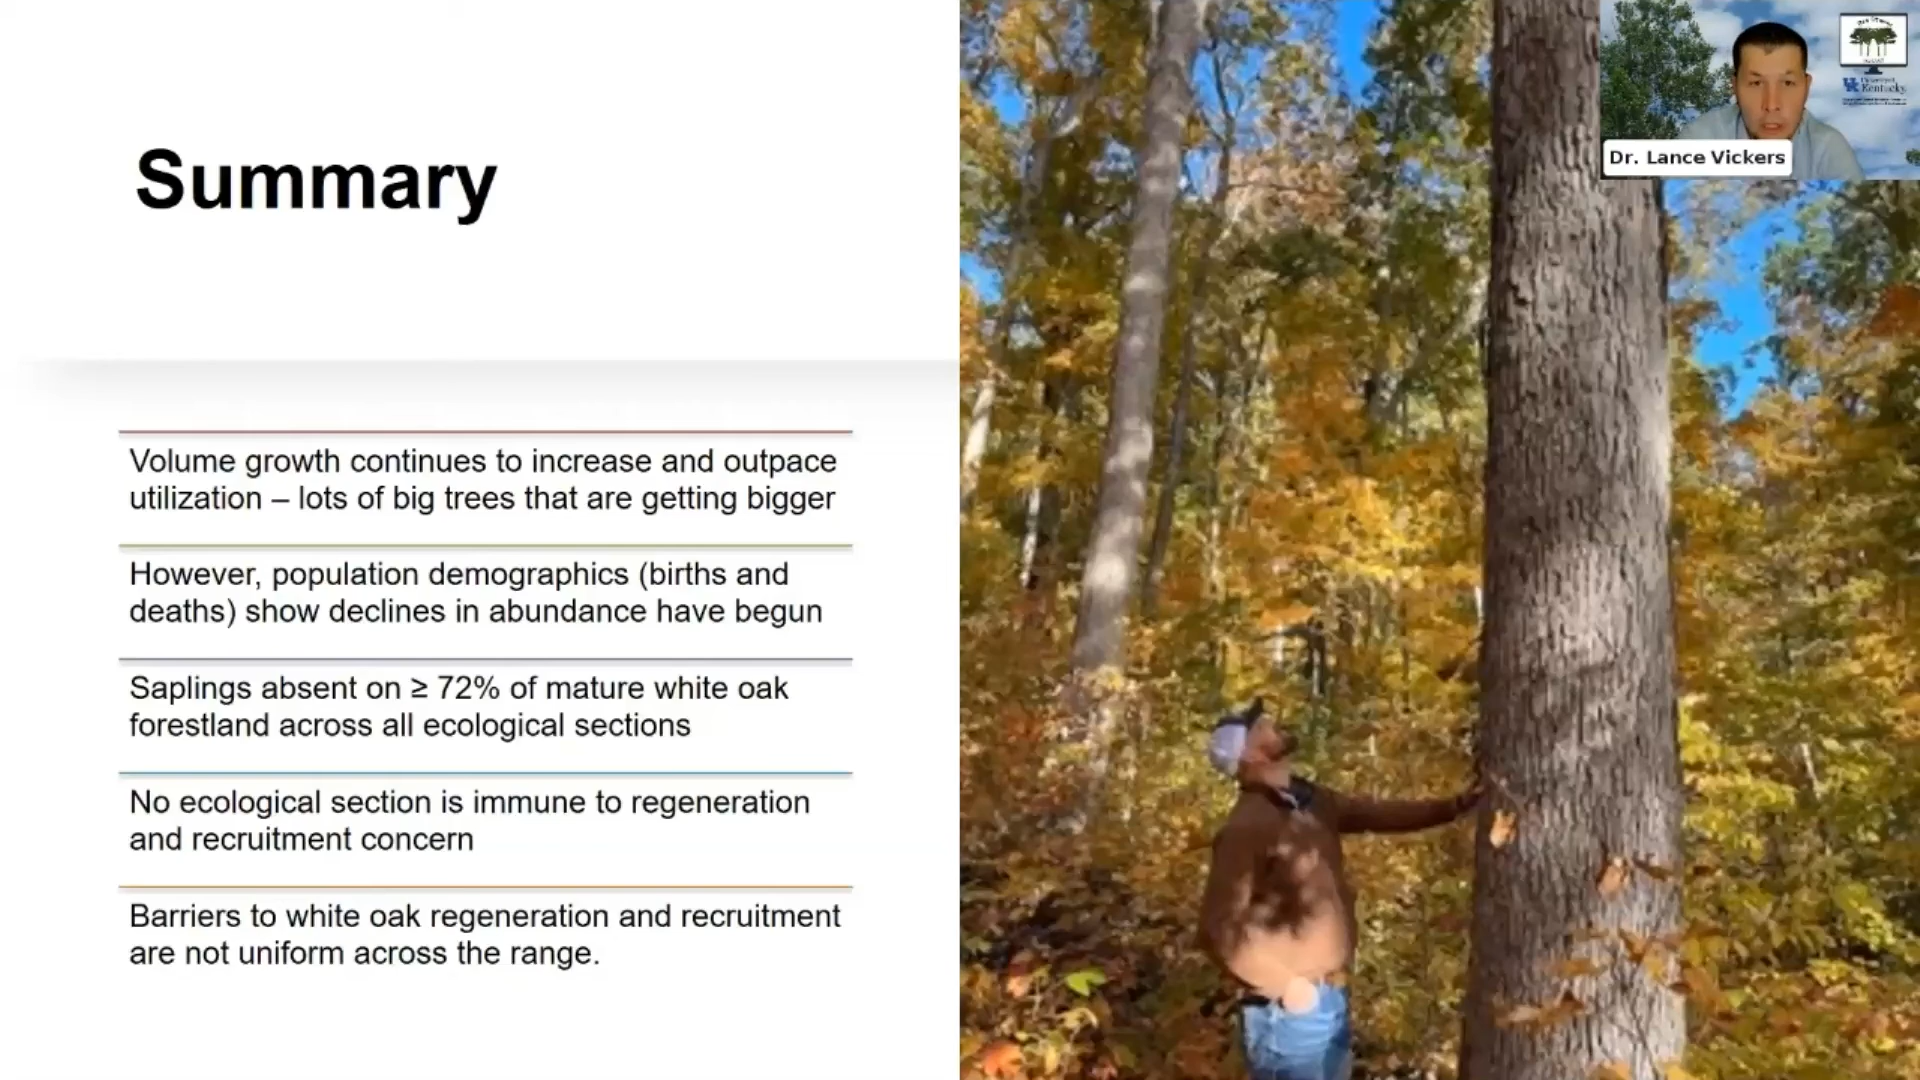 Summary
Volume growth continues to increase and outpace
utilization – lots of big trees that are getting bigger
However, population demographics (births and
deaths) show declines in abundance have begun
Saplings absent on ≥ 72% of mature white oak
forestland across all ecological sections
No ecological section is immune to regeneration
and recruitment concern
Barriers to white oak regeneration and recruitment
are not uniform across the range.
Dr. Lance Vickers
UK
Kentucky